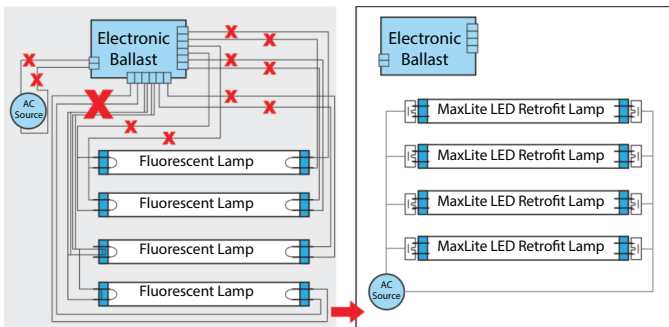 Electronic
Ballast
AC
Source
Fluorescent Lamp
Fluorescent Lamp
Fluorescent Lamp
Fluorescent Lamp
Electronic
Ballast
MaxLite LED Retrofit Lamp
MaxLite LED Retrofit Lamp
MaxLite LED Retrofit Lamp
MaxLite LED Retrofit Lamp
AC
Source